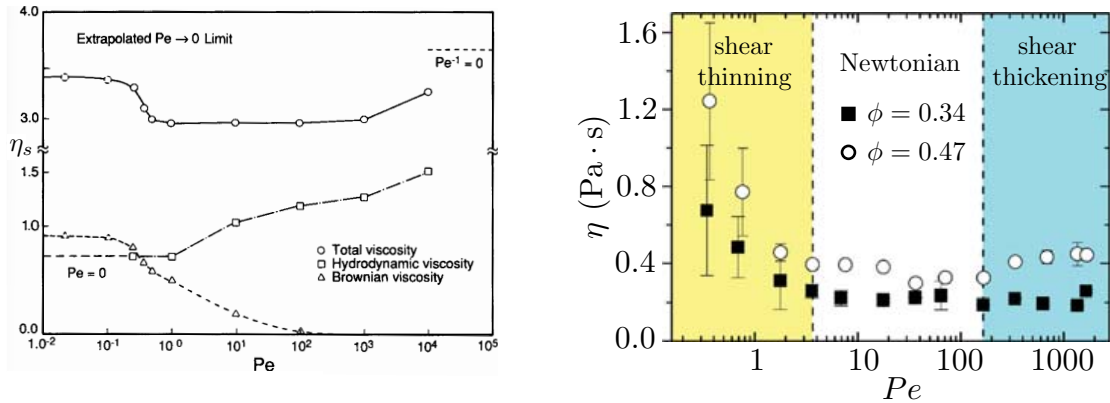 4.0
Extrapolated Pe → 0 Limit
Pe⁻¹ = 0
3.0
ηs
1.5
1.0
Total viscosity
Hydrodynamic viscosity
Brownian viscosity
Pe = 0
0.0
1.0⁻² 10⁻¹ 10⁰ 10¹ 10² 10³ 10⁴ 10⁵
Pe
1.6
1.2
0.8
0.4
0.0
η (Pa · s)
shear
thinning
Newtonian
shear
thickening
ϕ = 0.34
ϕ = 0.47
1 10 100 1000
Pe